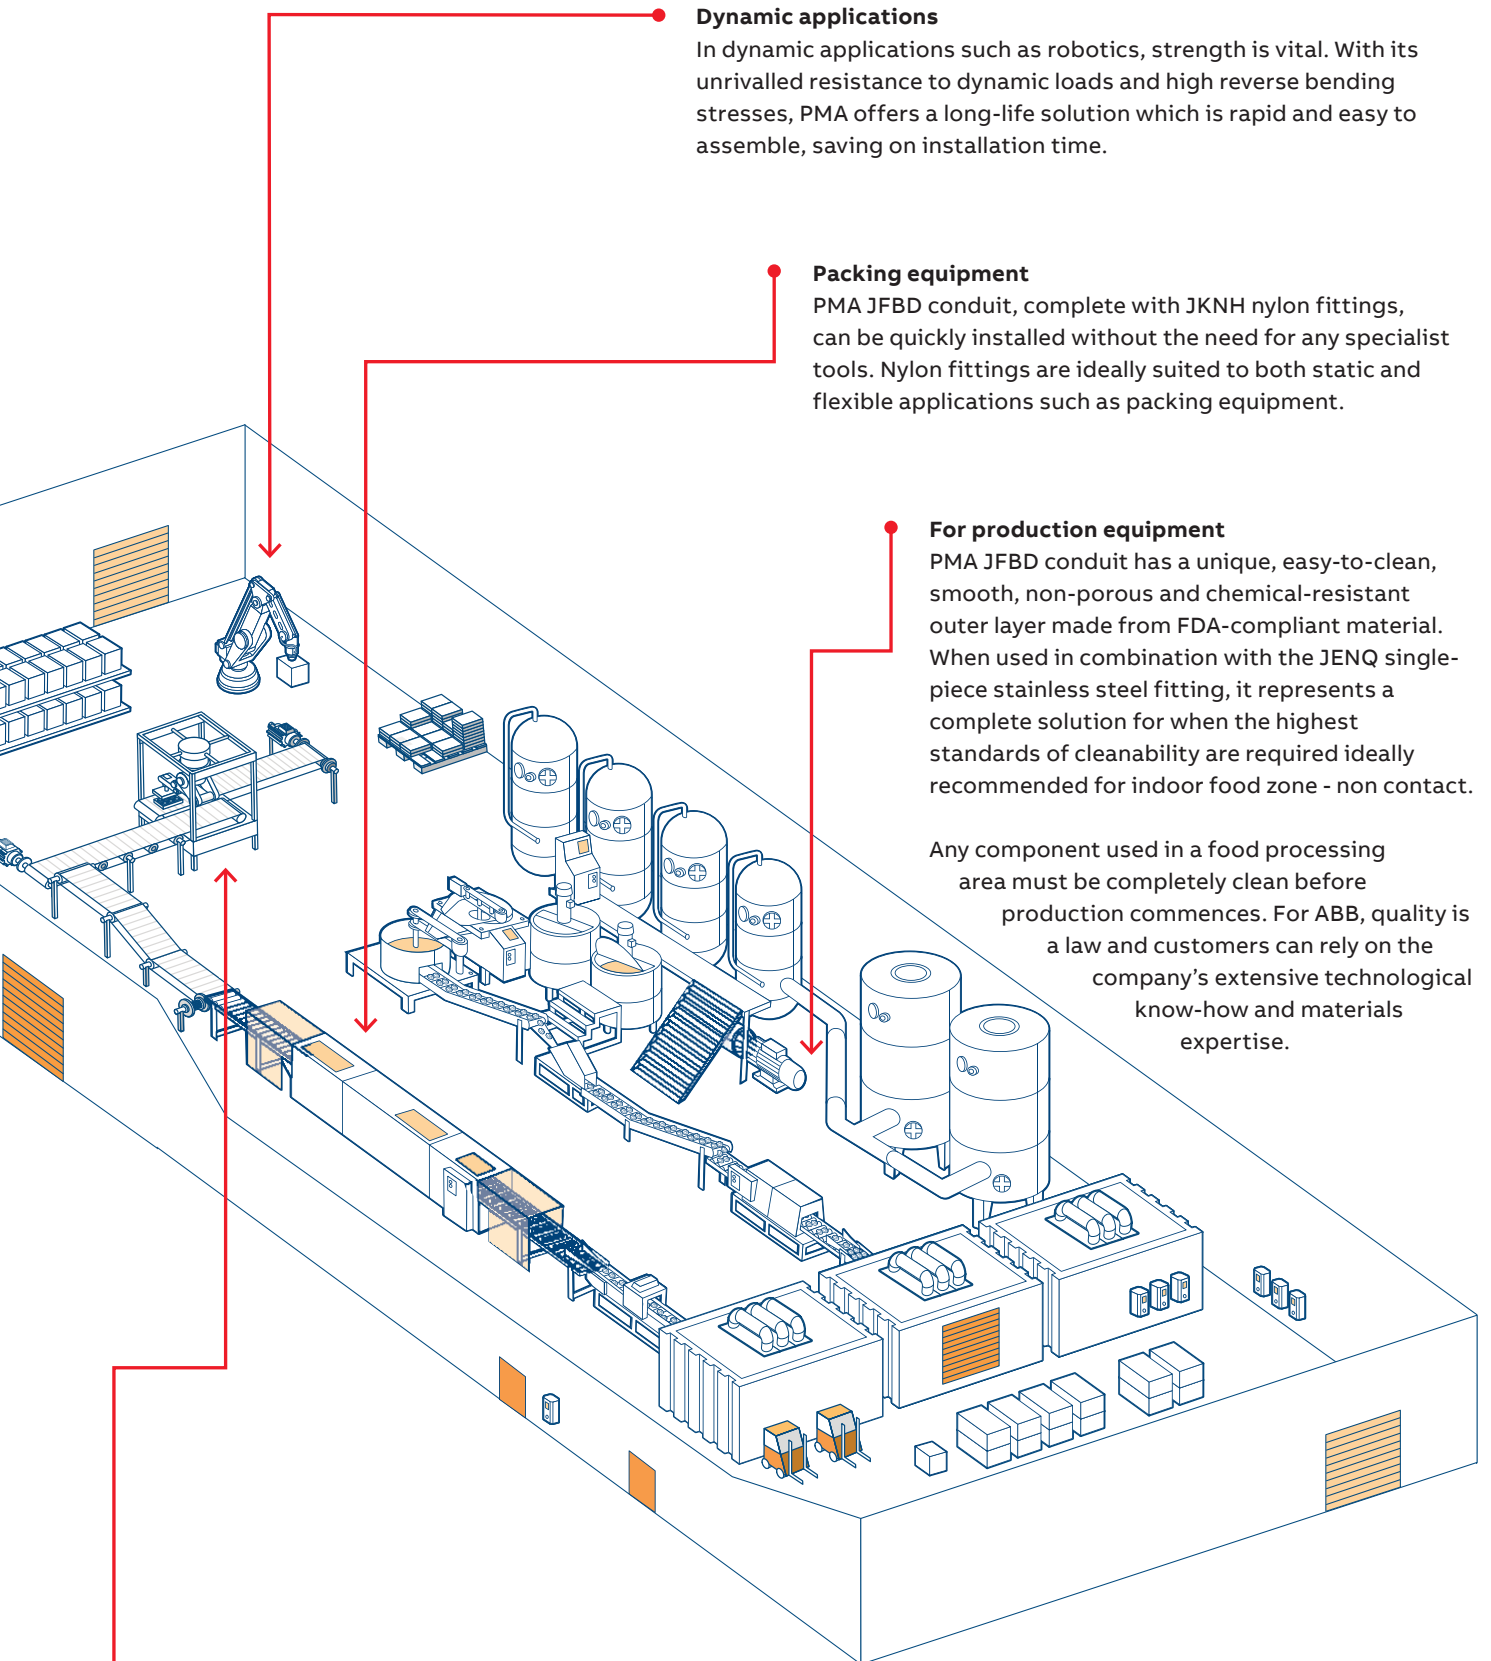 Dynamic applications
In dynamic applications such as robotics, strength is vital. With its
unrivalled resistance to dynamic loads and high reverse bending
stresses, PMA offers a long-life solution which is rapid and easy to
assemble, saving on installation time.
Packing equipment
PMA JFBD conduit, complete with JKNH nylon fittings,
can be quickly installed without the need for any specialist
tools. Nylon fittings are ideally suited to both static and
flexible applications such as packing equipment.
For production equipment
PMA JFBD conduit has a unique, easy-to-clean,
smooth, non-porous and chemical-resistant
outer layer made from FDA-compliant material.
When used in combination with the JENQ single-
piece stainless steel fitting, it represents a
complete solution for when the highest
standards of cleanability are required ideally
recommended for indoor food zone - non contact.
Any component used in a food processing
area must be completely clean before
production commences. For ABB, quality is
a law and customers can rely on the
company’s extensive technological
know-how and materials
expertise.